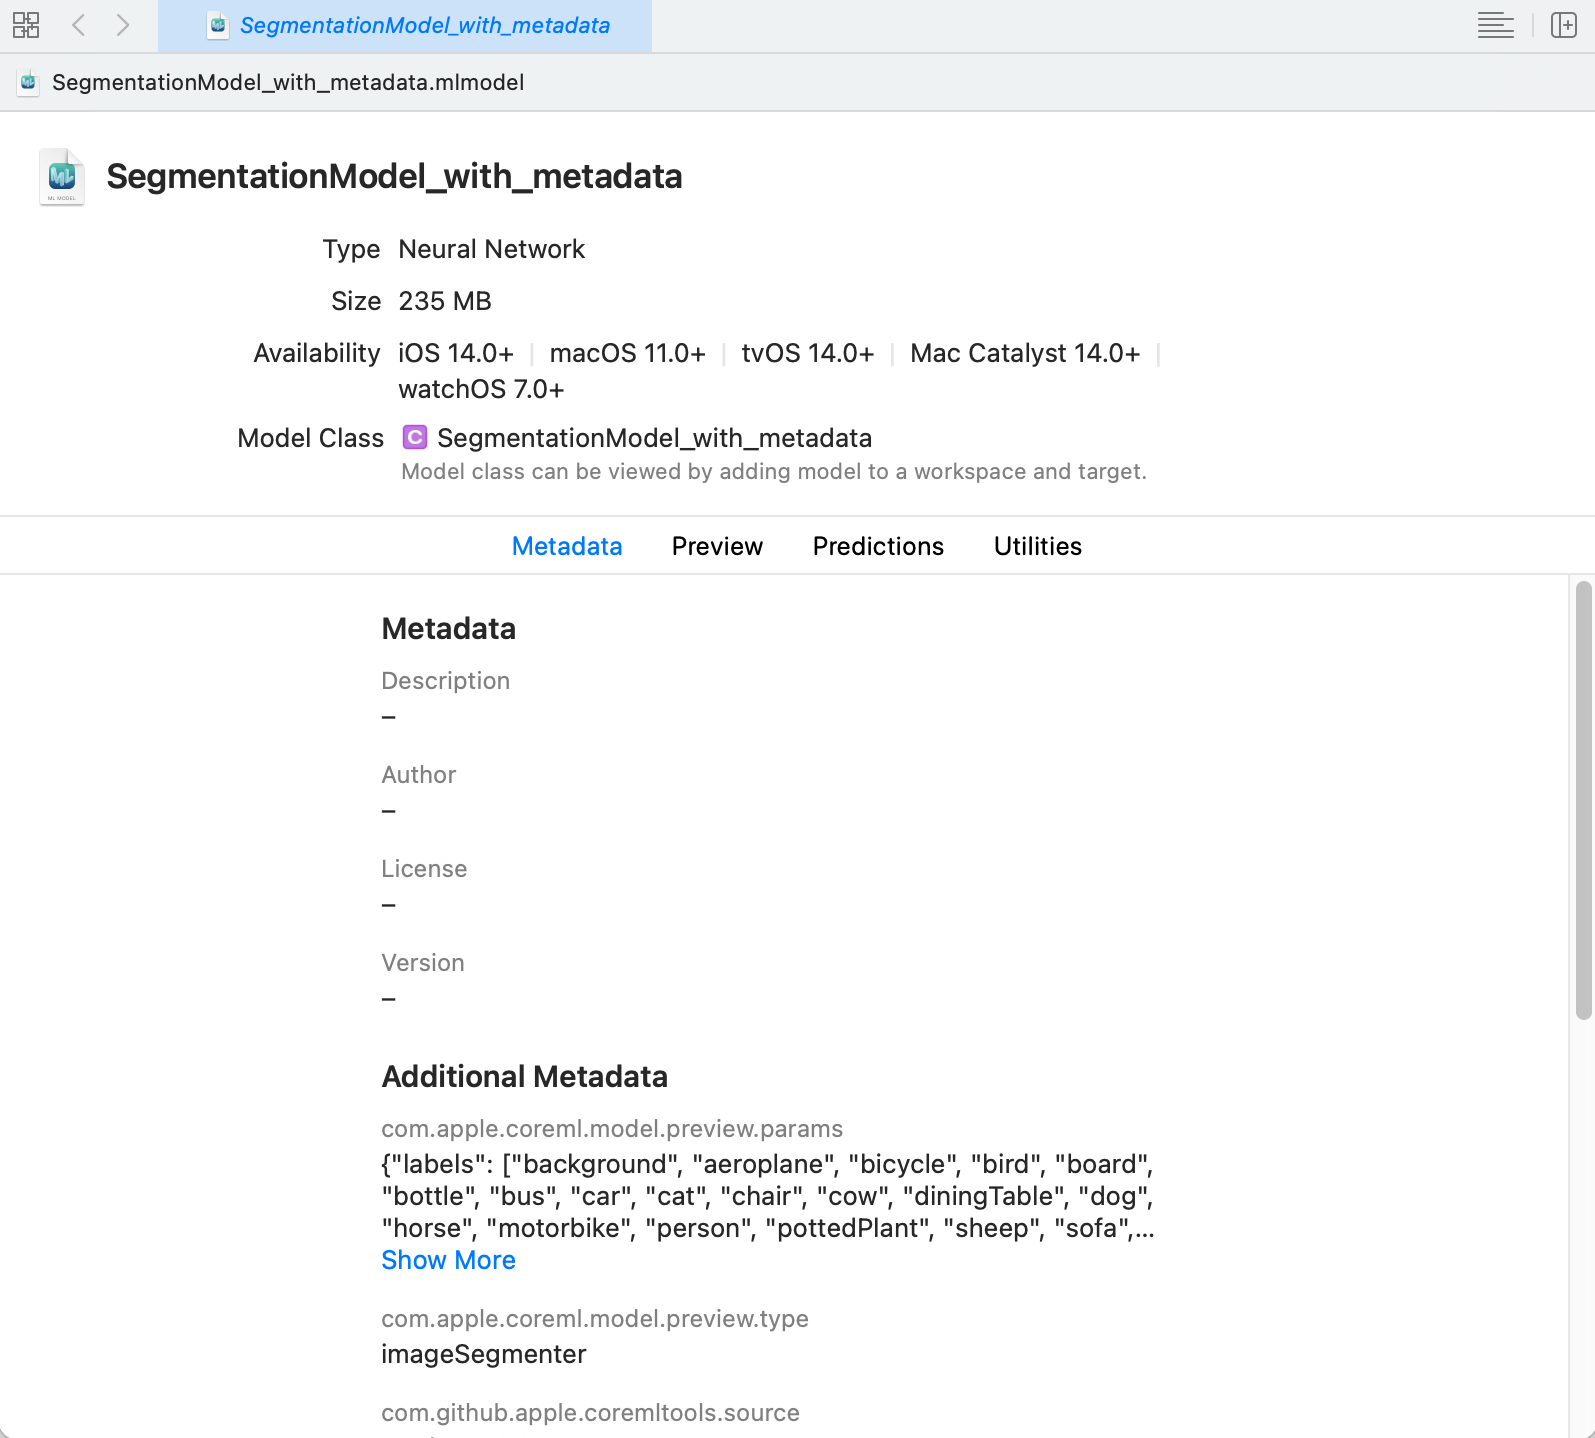 SegmentationModel_with_metadata
SegmentationModel_with_metadata.mlmodel
ML
ML MODEL
SegmentationModel_with_metadata
Type Neural Network
Size 235 MB
Availability iOS 14.0+ | macOS 11.0+ | tvOS 14.0+ | Mac Catalyst 14.0+ |
watchOS 7.0+
Model Class C SegmentationModel_with_metadata
Model class can be viewed by adding model to a workspace and target.
Metadata Preview Predictions Utilities
Metadata
Description
–
Author
–
License
–
Version
–
Additional Metadata
com.apple.coreml.model.preview.params
{"labels": ["background", "aeroplane", "bicycle", "bird", "board",
"bottle", "bus", "car", "cat", "chair", "cow", "diningTable", "dog",
"horse", "motorbike", "person", "pottedPlant", "sheep", "sofa",...
Show More
com.apple.coreml.model.preview.type
imageSegmenter
com.github.apple.coremltools.source